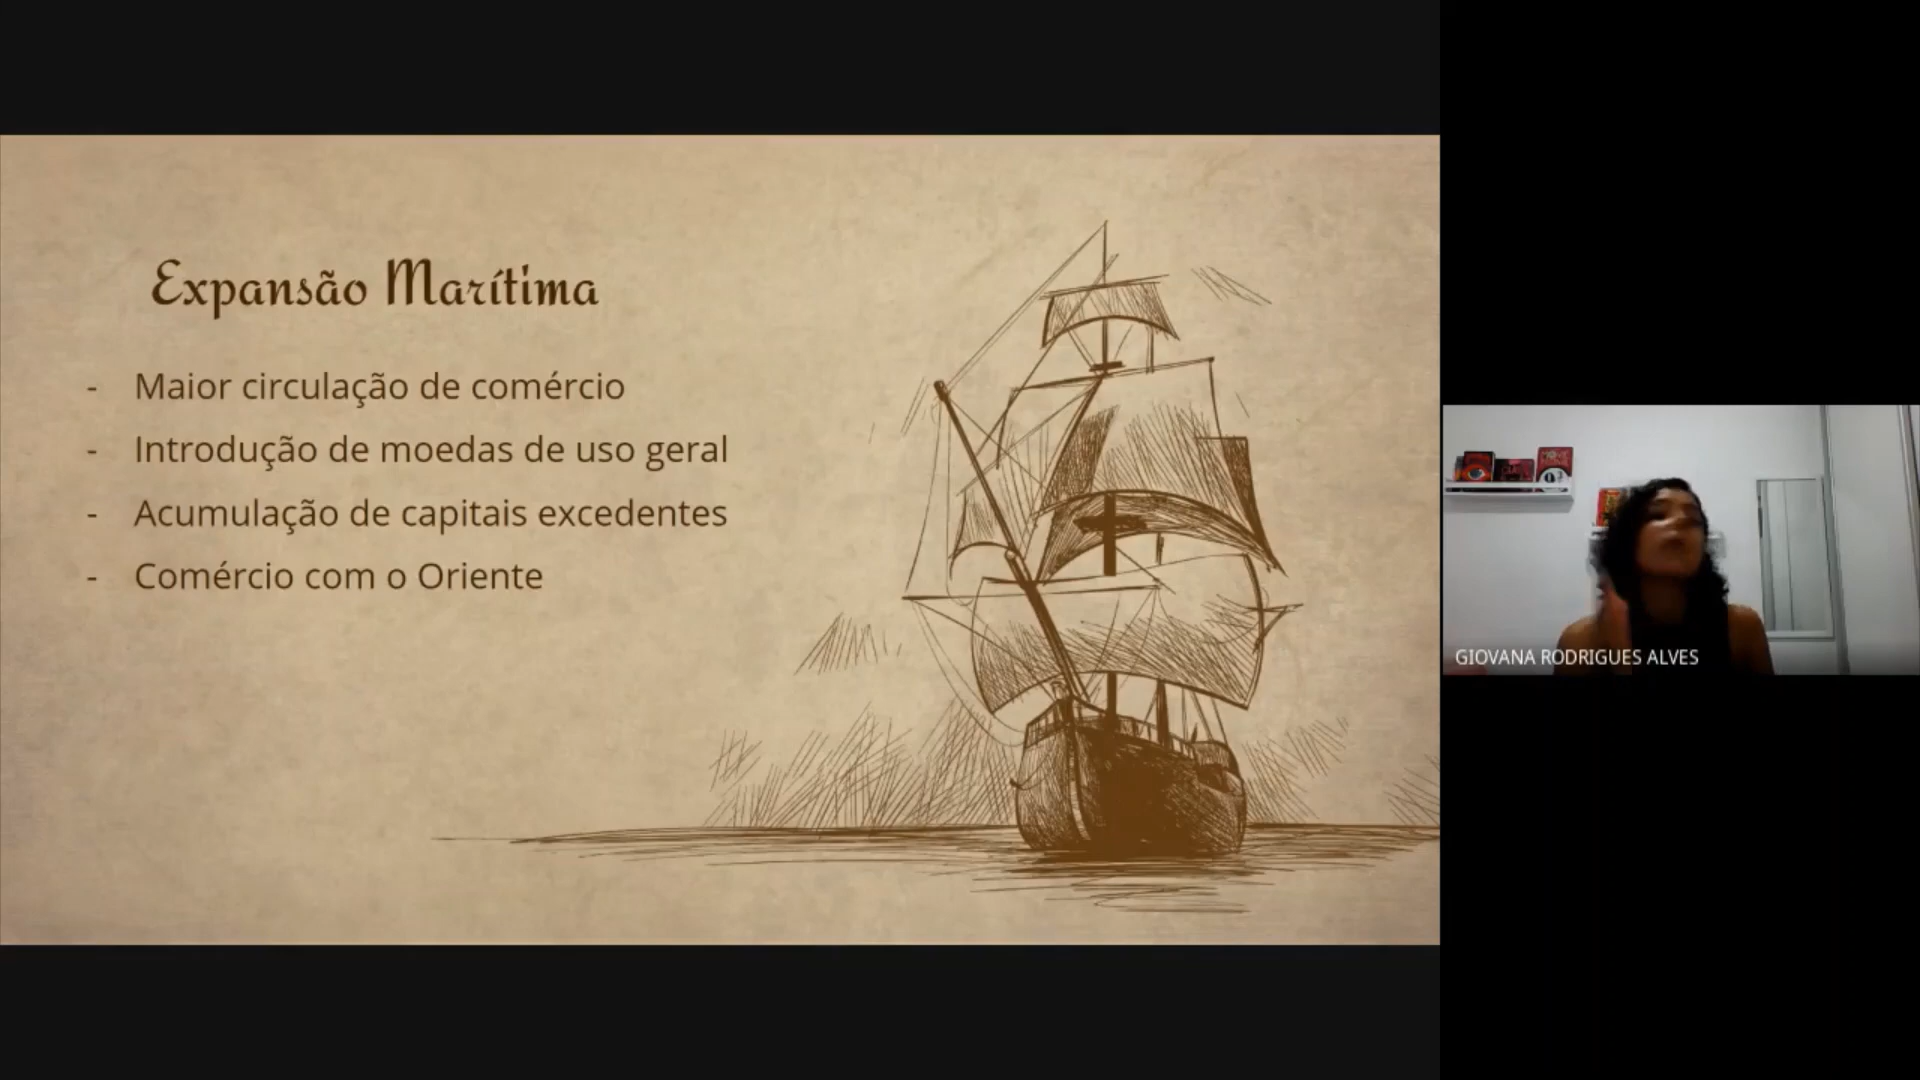 Expansão Marítima
- Maior circulação de comércio
- Introdução de moedas de uso geral
- Acumulação de capitais excedentes
- Comércio com o Oriente
GIOVANA RODRIGUES ALVES